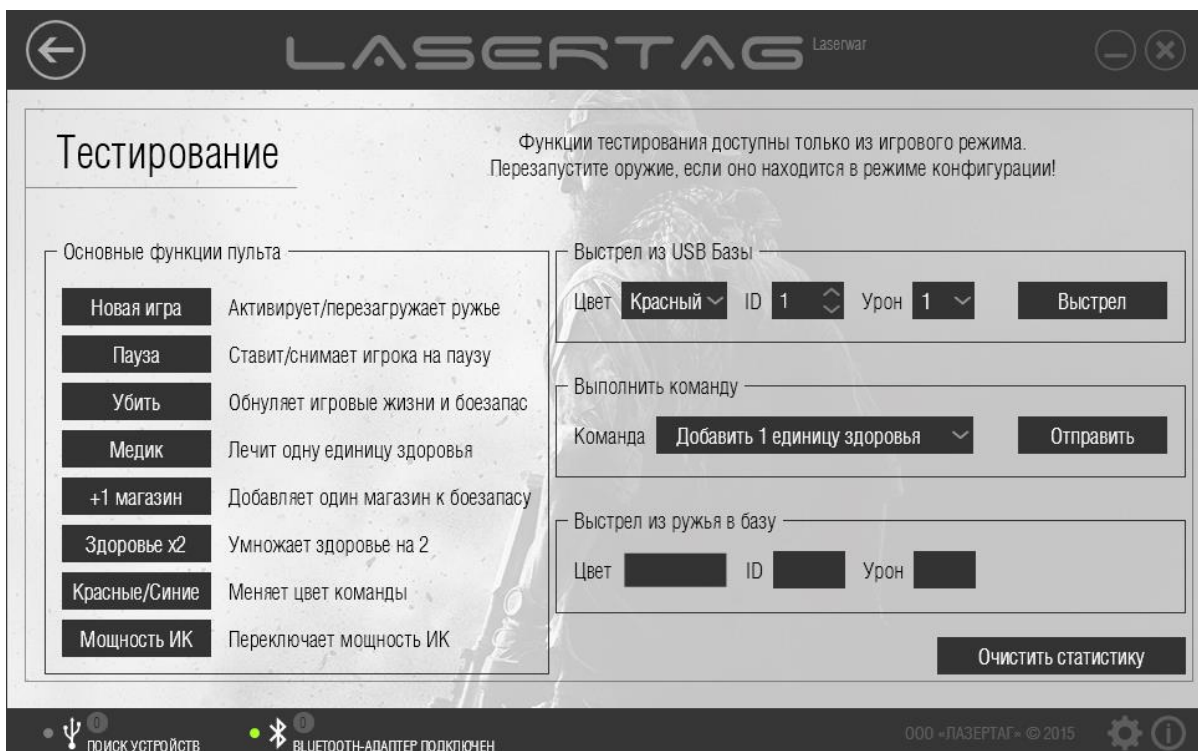 LASERTAG Laserwar
Тестирование
Функции тестирования доступны только из игрового режима.
Перезапустите оружие, если оно находится в режиме конфигурации!
Основные функции пульта
Новая игра Активирует/перезагружает ружье
Пауза Ставит/снимает игрока на паузу
Убить Обнуляет игровые жизни и боезапас
Медик Лечит одну единицу здоровья
+1 магазин Добавляет один магазин к боезапасу
Здоровье x2 Умножает здоровье на 2
Красные/Синие Меняет цвет команды
Мощность ИК Переключает мощность ИК
Выстрел из USB Базы
Цвет Красный ID 1 Урон 1 Выстрел
Выполнить команду
Команда Добавить 1 единицу здоровья Отправить
Выстрел из ружья в базу
Цвет ID Урон
Очистить статистику
0 ПОИСК УСТРОЙСТВ 0 BLUETOOTH-АДАПТЕР ПОДКЛЮЧЕН ООО «ЛАЗЕРТАГ» © 2015